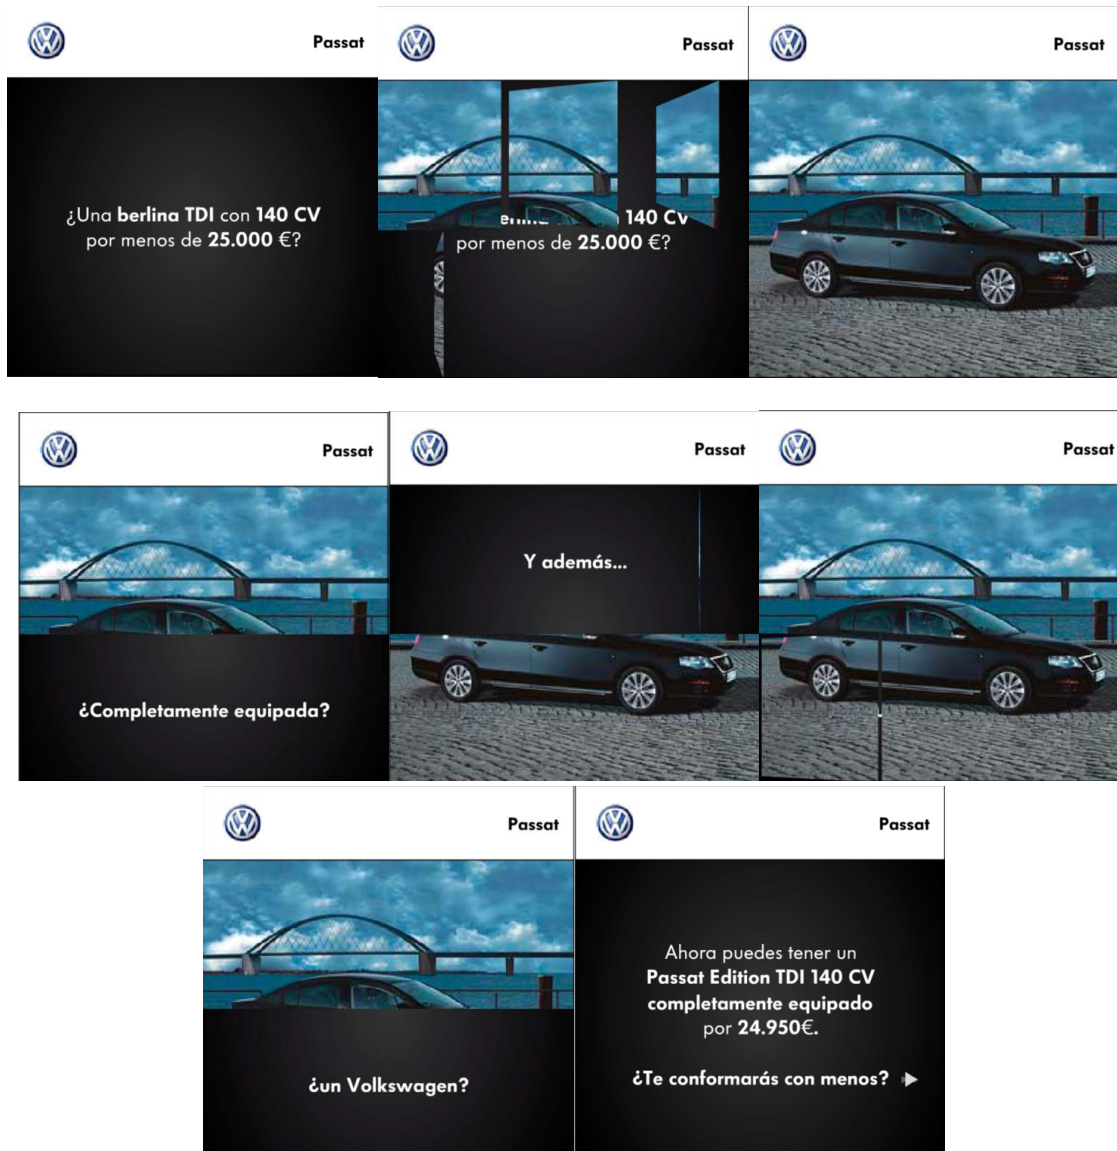 Passat
¿Una berlina TDI con 140 CV
por menos de 25.000 €?
Passat
140 CV
por menos de 25.000 €?
Passat
Passat
¿Completamente equipada?
Passat
Y además...
Passat
Passat
¿un Volkswagen?
Passat
Ahora puedes tener un
Passat Edition TDI 140 CV
completamente equipado
por 24.950€.
¿Te conformarás con menos?